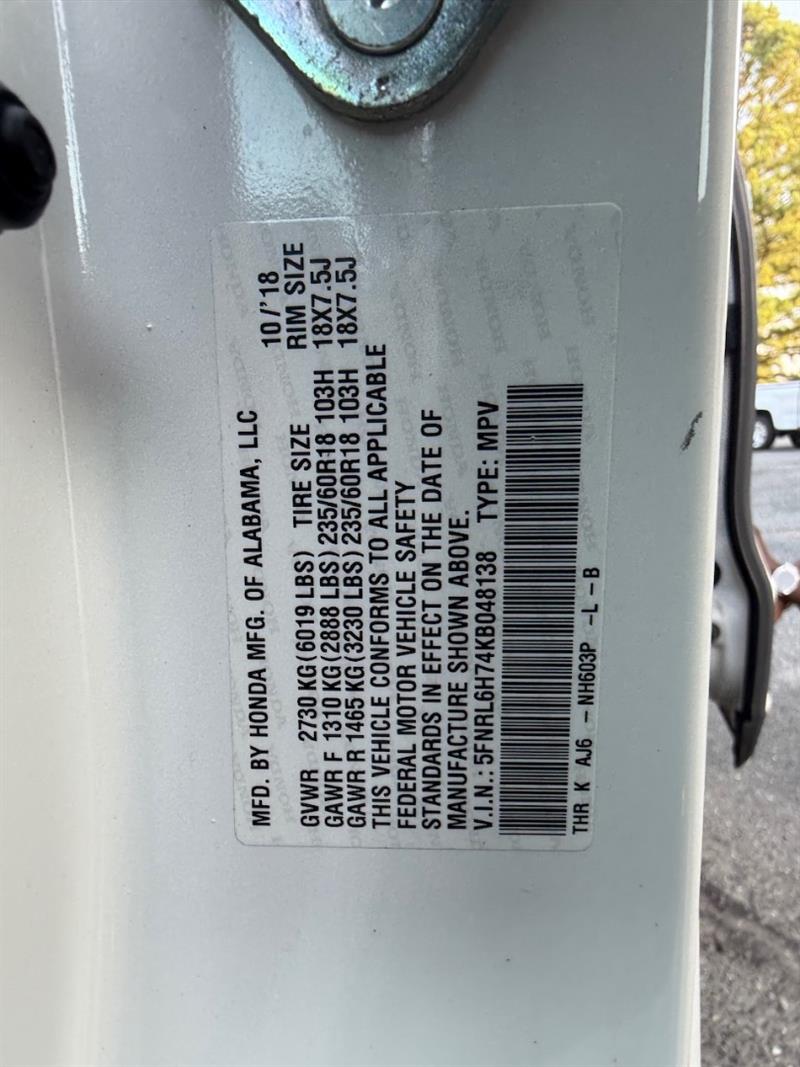 MFD. BY HONDA MFG. OF ALABAMA, LLC 10/'18
GVWR 2730 KG(6019 LBS) TIRE SIZE RIM SIZE
GAWR F 1310 KG(2888 LBS)235/60R18 103H 18X7.5J
GAWR R 1465 KG(3230 LBS)235/60R18 103H 18X7.5J
THIS VEHICLE CONFORMS TO ALL APPLICABLE
FEDERAL MOTOR VEHICLE SAFETY
STANDARDS IN EFFECT ON THE DATE OF
MANUFACTURE SHOWN ABOVE.
V.I.N.: 5FNRL6H74KB048138 TYPE: MPV
THR K AJ6 - NH603P -L-B